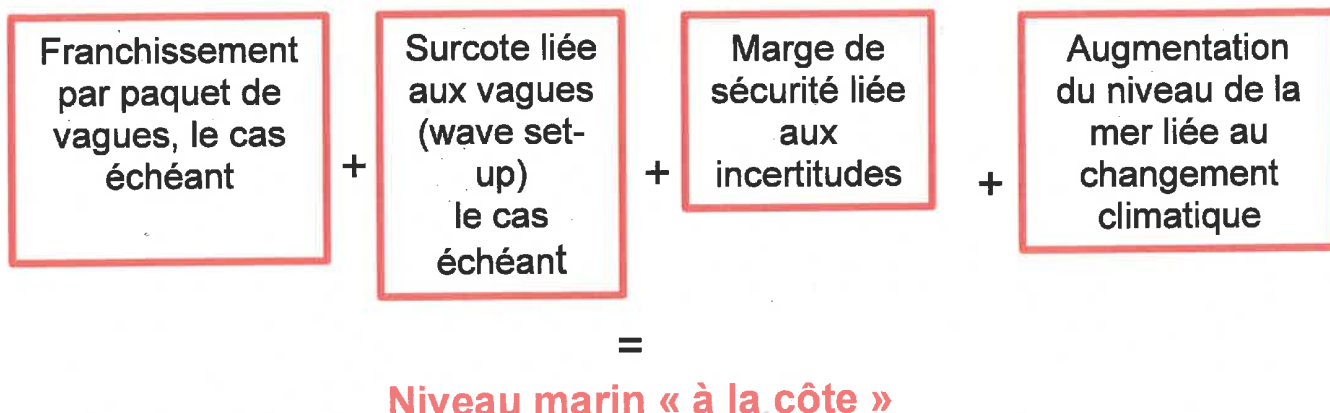 Franchissement
par paquet de
vagues, le cas
échéant
+
Surcote liée
aux vagues
(wave set-
up)
le cas
échéant
+
Marge de
sécurité liée
aux
incertitudes
+
Augmentation
du niveau de la
mer liée au
changement
climatique
=
Niveau marin « à la côte »